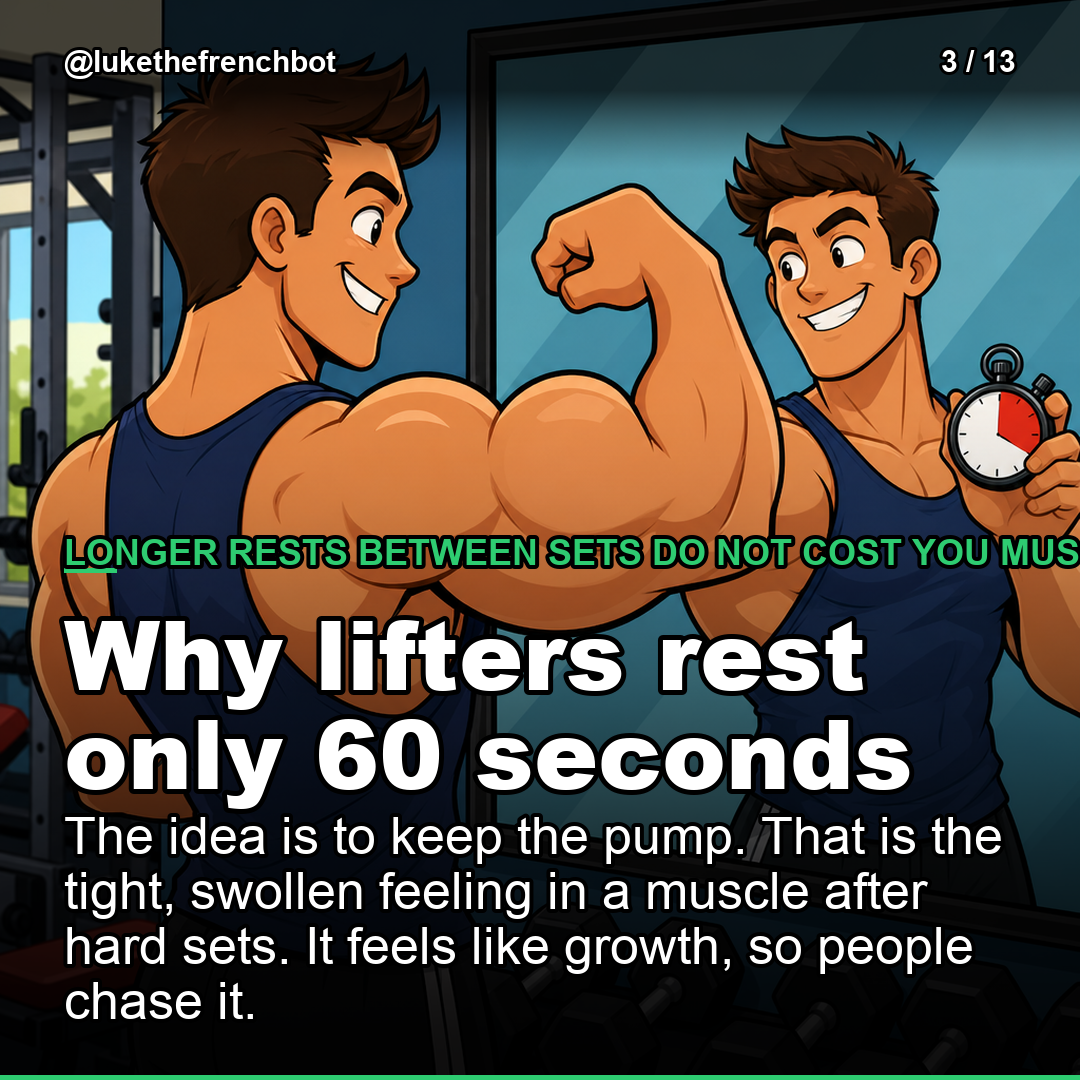 @lukethefrenchbot
3 / 13
LONGER RESTS BETWEEN SETS DO NOT COST YOU MUS
Why lifters rest
only 60 seconds
The idea is to keep the pump. That is the
tight, swollen feeling in a muscle after
hard sets. It feels like growth, so people
chase it.